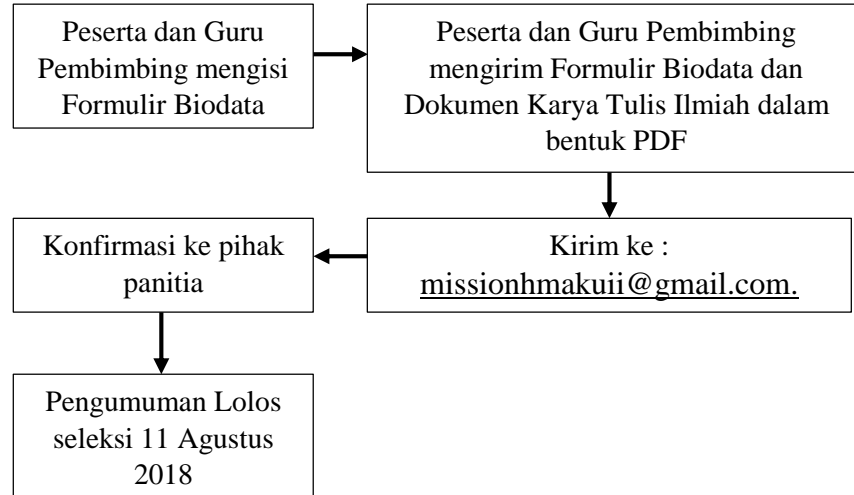 Peserta dan Guru
Pembimbing mengisi
Formulir Biodata
Peserta dan Guru Pembimbing
mengirim Formulir Biodata dan
Dokumen Karya Tulis Ilmiah dalam
bentuk PDF
Kirim ke :
missionhmakuii@gmail.com.
Konfirmasi ke pihak
panitia
Pengumuman Lolos
seleksi 11 Agustus
2018